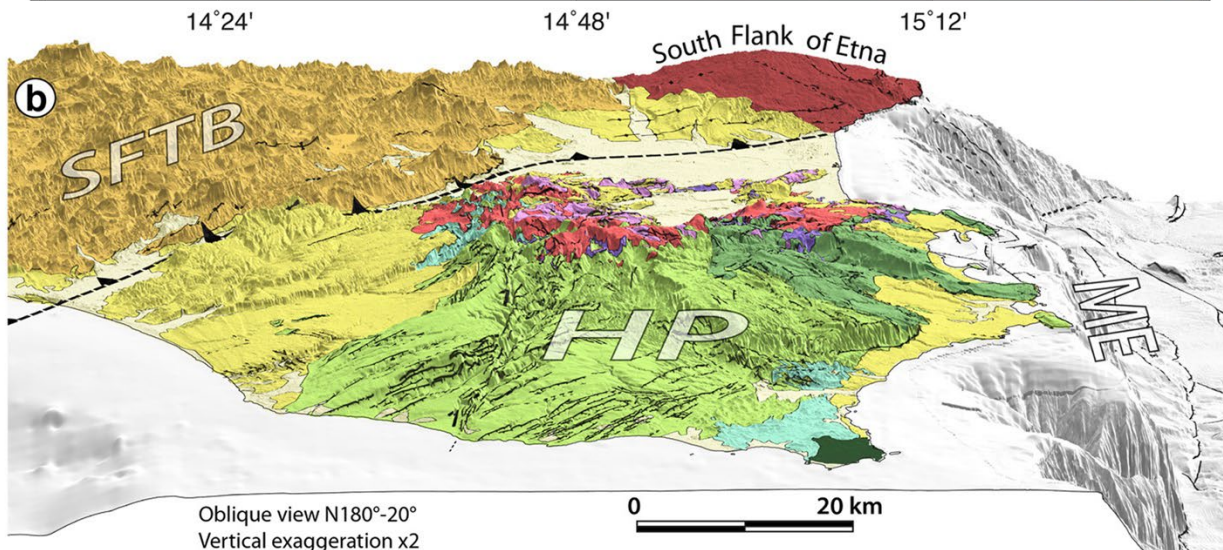 14°24' 14°48' 15°12'
South Flank of Etna
b
SFTB
HP
ME
Oblique view N180°-20°
Vertical exaggeration x2
0 20 km